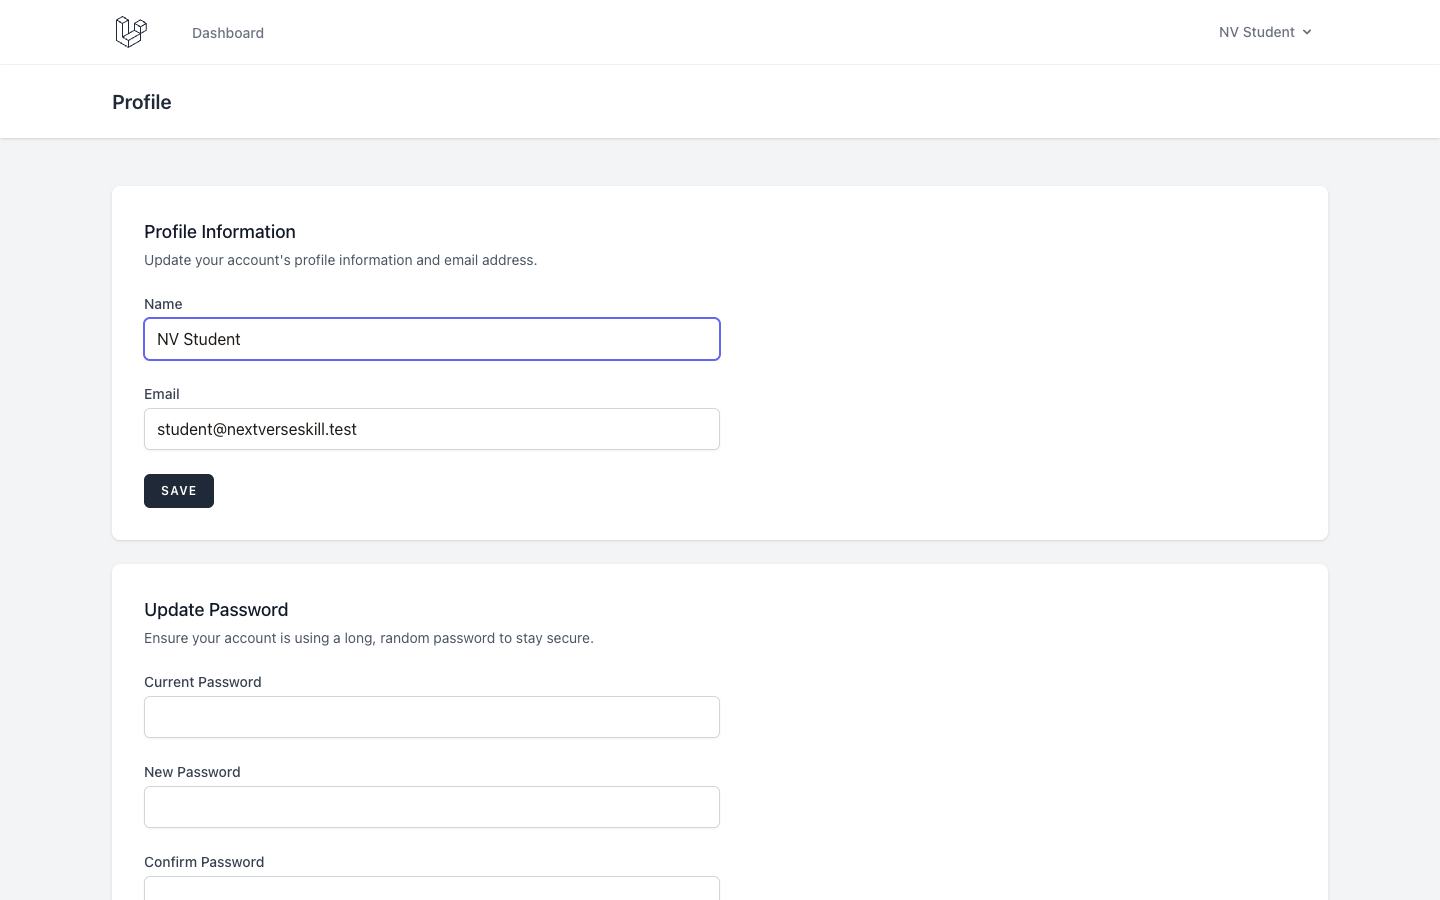 Dashboard
NV Student
Profile
Profile Information
Update your account's profile information and email address.
Name
NV Student
Email
student@nextverseskill.test
SAVE
Update Password
Ensure your account is using a long, random password to stay secure.
Current Password
New Password
Confirm Password